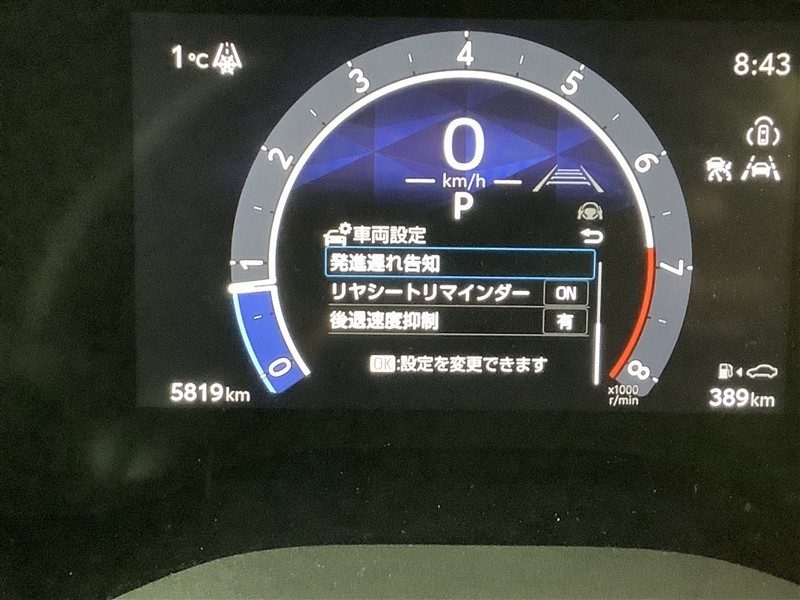 1℃
8:43
4
3
5
2
6
0
km/h
P
車両設定
1
発進遅れ告知
7
リヤシートリマインダー ON
後退速度抑制 有
OK:設定を変更できます
0
8
×1000
r/min
5819km
389km